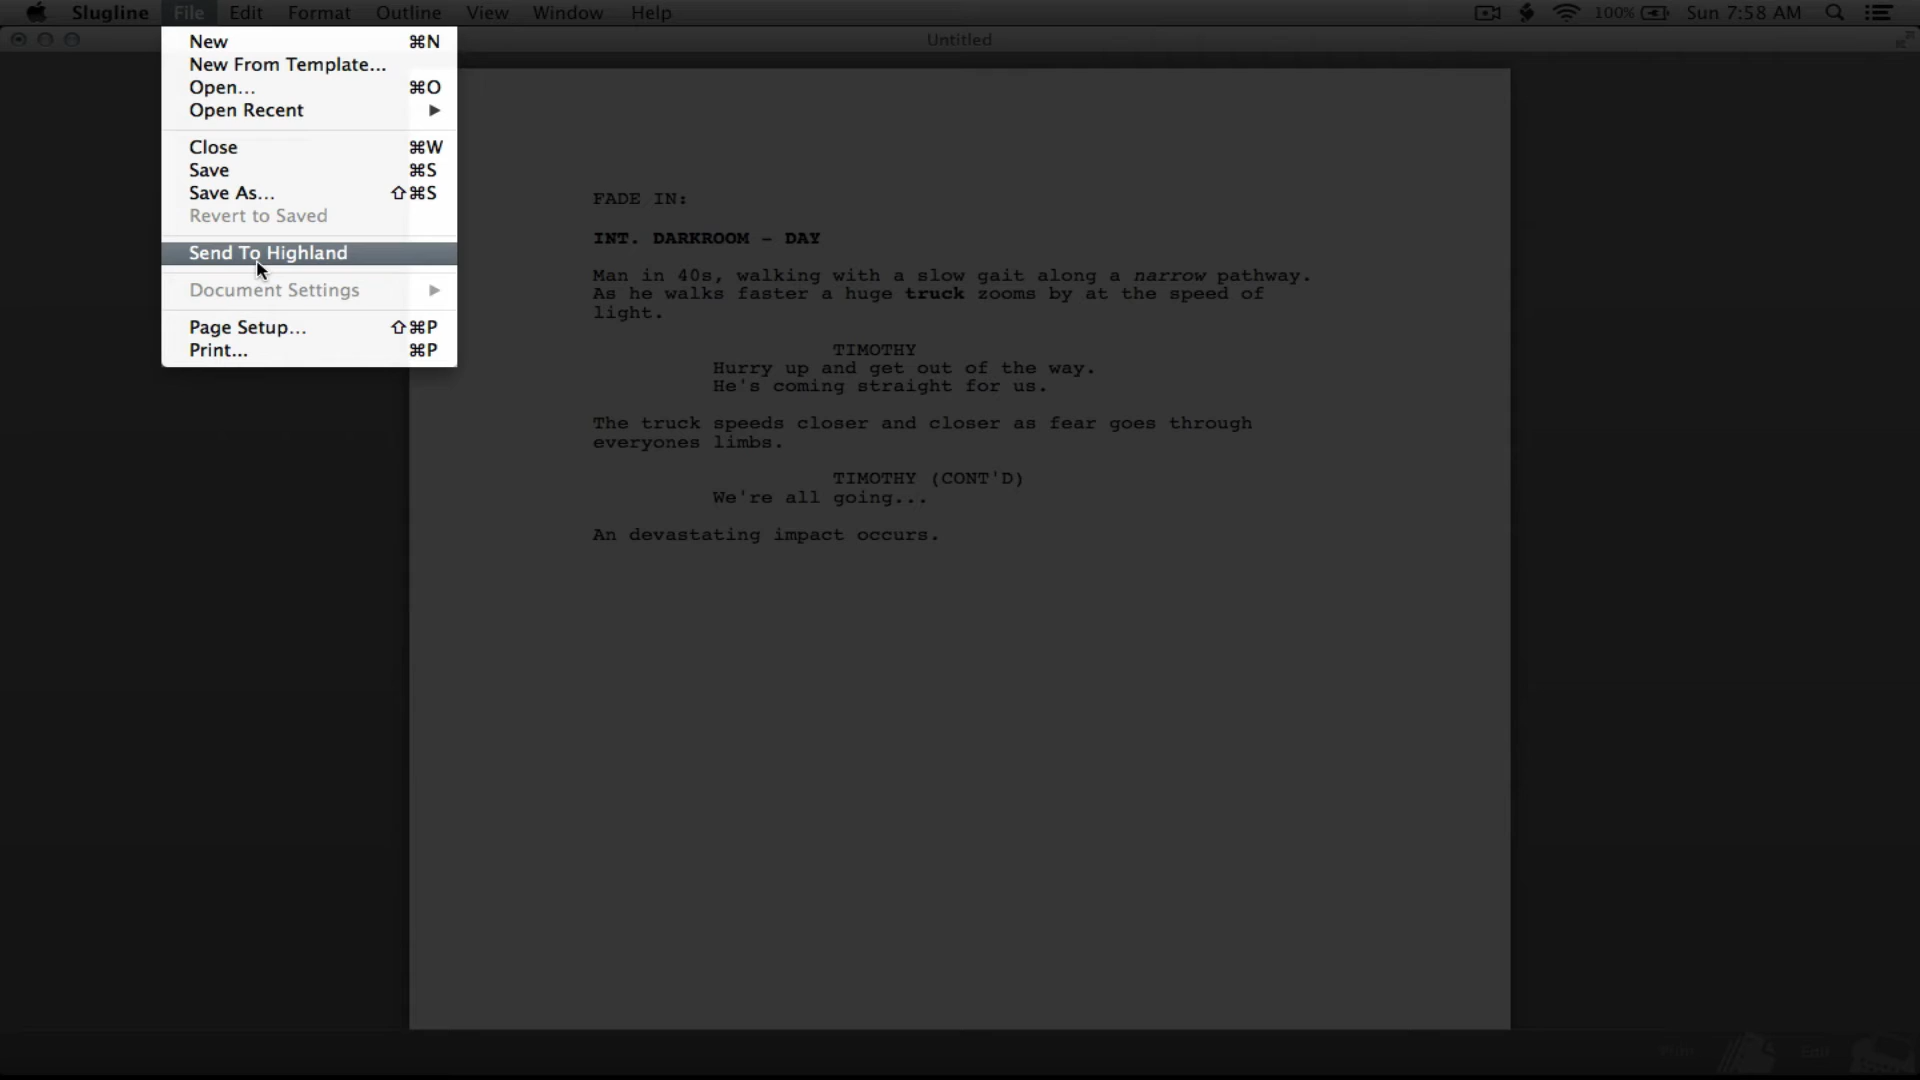 Slugline File Edit Format Outline View Window Help 100% Sun 7:58 AM
Untitled
New ⌘N
New From Template...
Open... ⌘O
Open Recent ▶
Close ⌘W
Save ⌘S
Save As... ⇧⌘S
Revert to Saved
Send To Highland
Document Settings ▶
Page Setup... ⇧⌘P
Print... ⌘P
FADE IN:
INT. DARKROOM - DAY
Man in 40s, walking with a slow gait along a narrow pathway.
As he walks faster a huge truck zooms by at the speed of
light.
TIMOTHY
Hurry up and get out of the way.
He's coming straight for us.
The truck speeds closer and closer as fear goes through
everyones limbs.
TIMOTHY (CONT'D)
We're all going...
An devastating impact occurs.
Edit